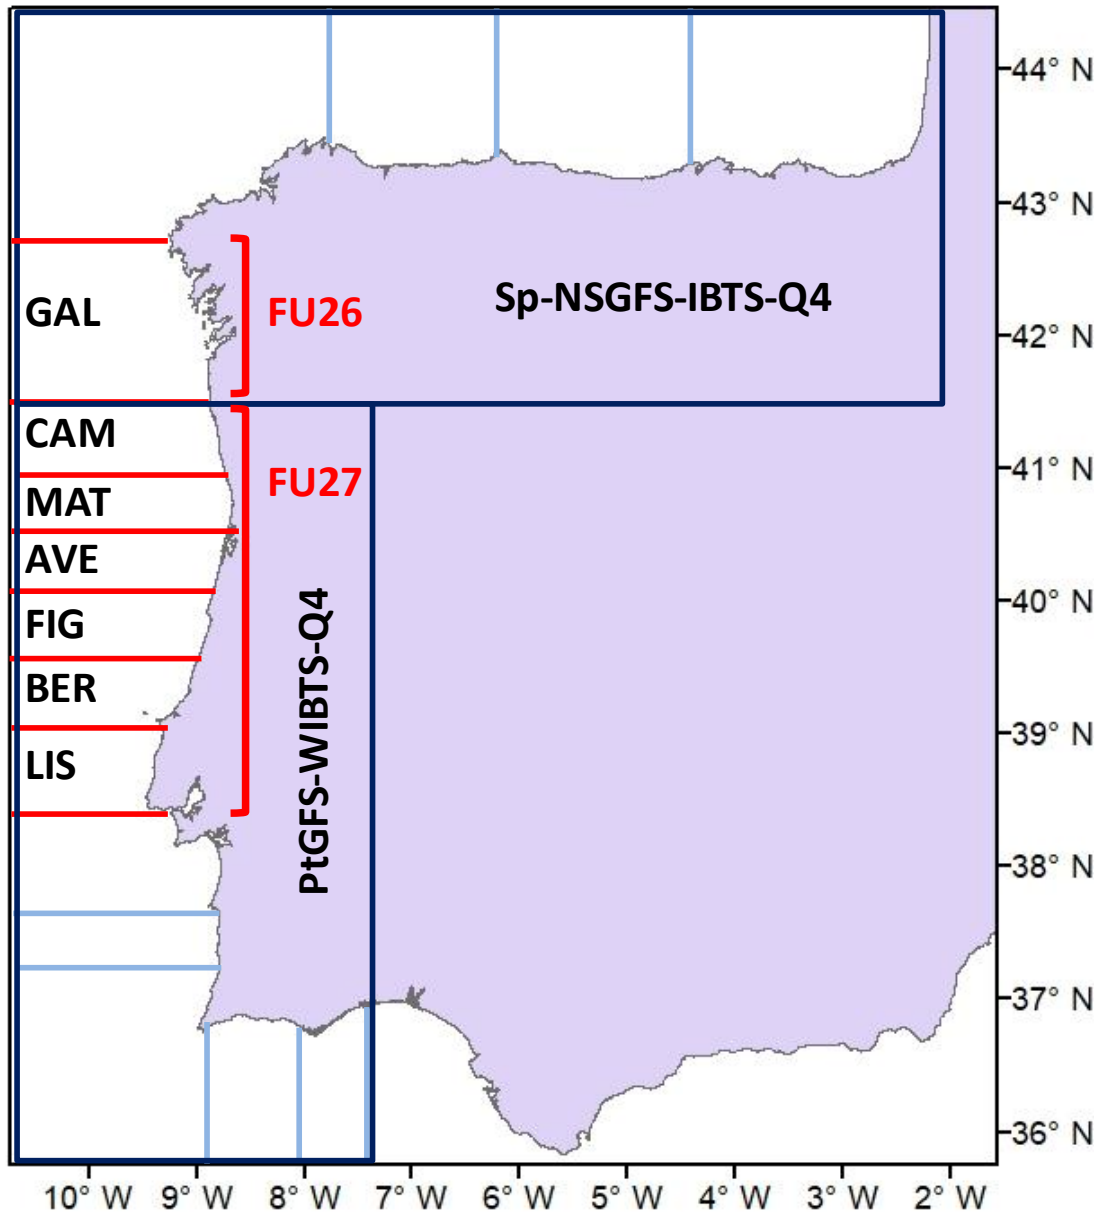 44° N
43° N
GAL
FU26
Sp-NSGFS-IBTS-Q4
42° N
CAM
41° N
FU27
MAT
AVE
40° N
FIG
PtGFS-WIBTS-Q4
BER
39° N
LIS
38° N
37° N
36° N
10° W 9° W 8° W 7° W 6° W 5° W 4° W 3° W 2° W